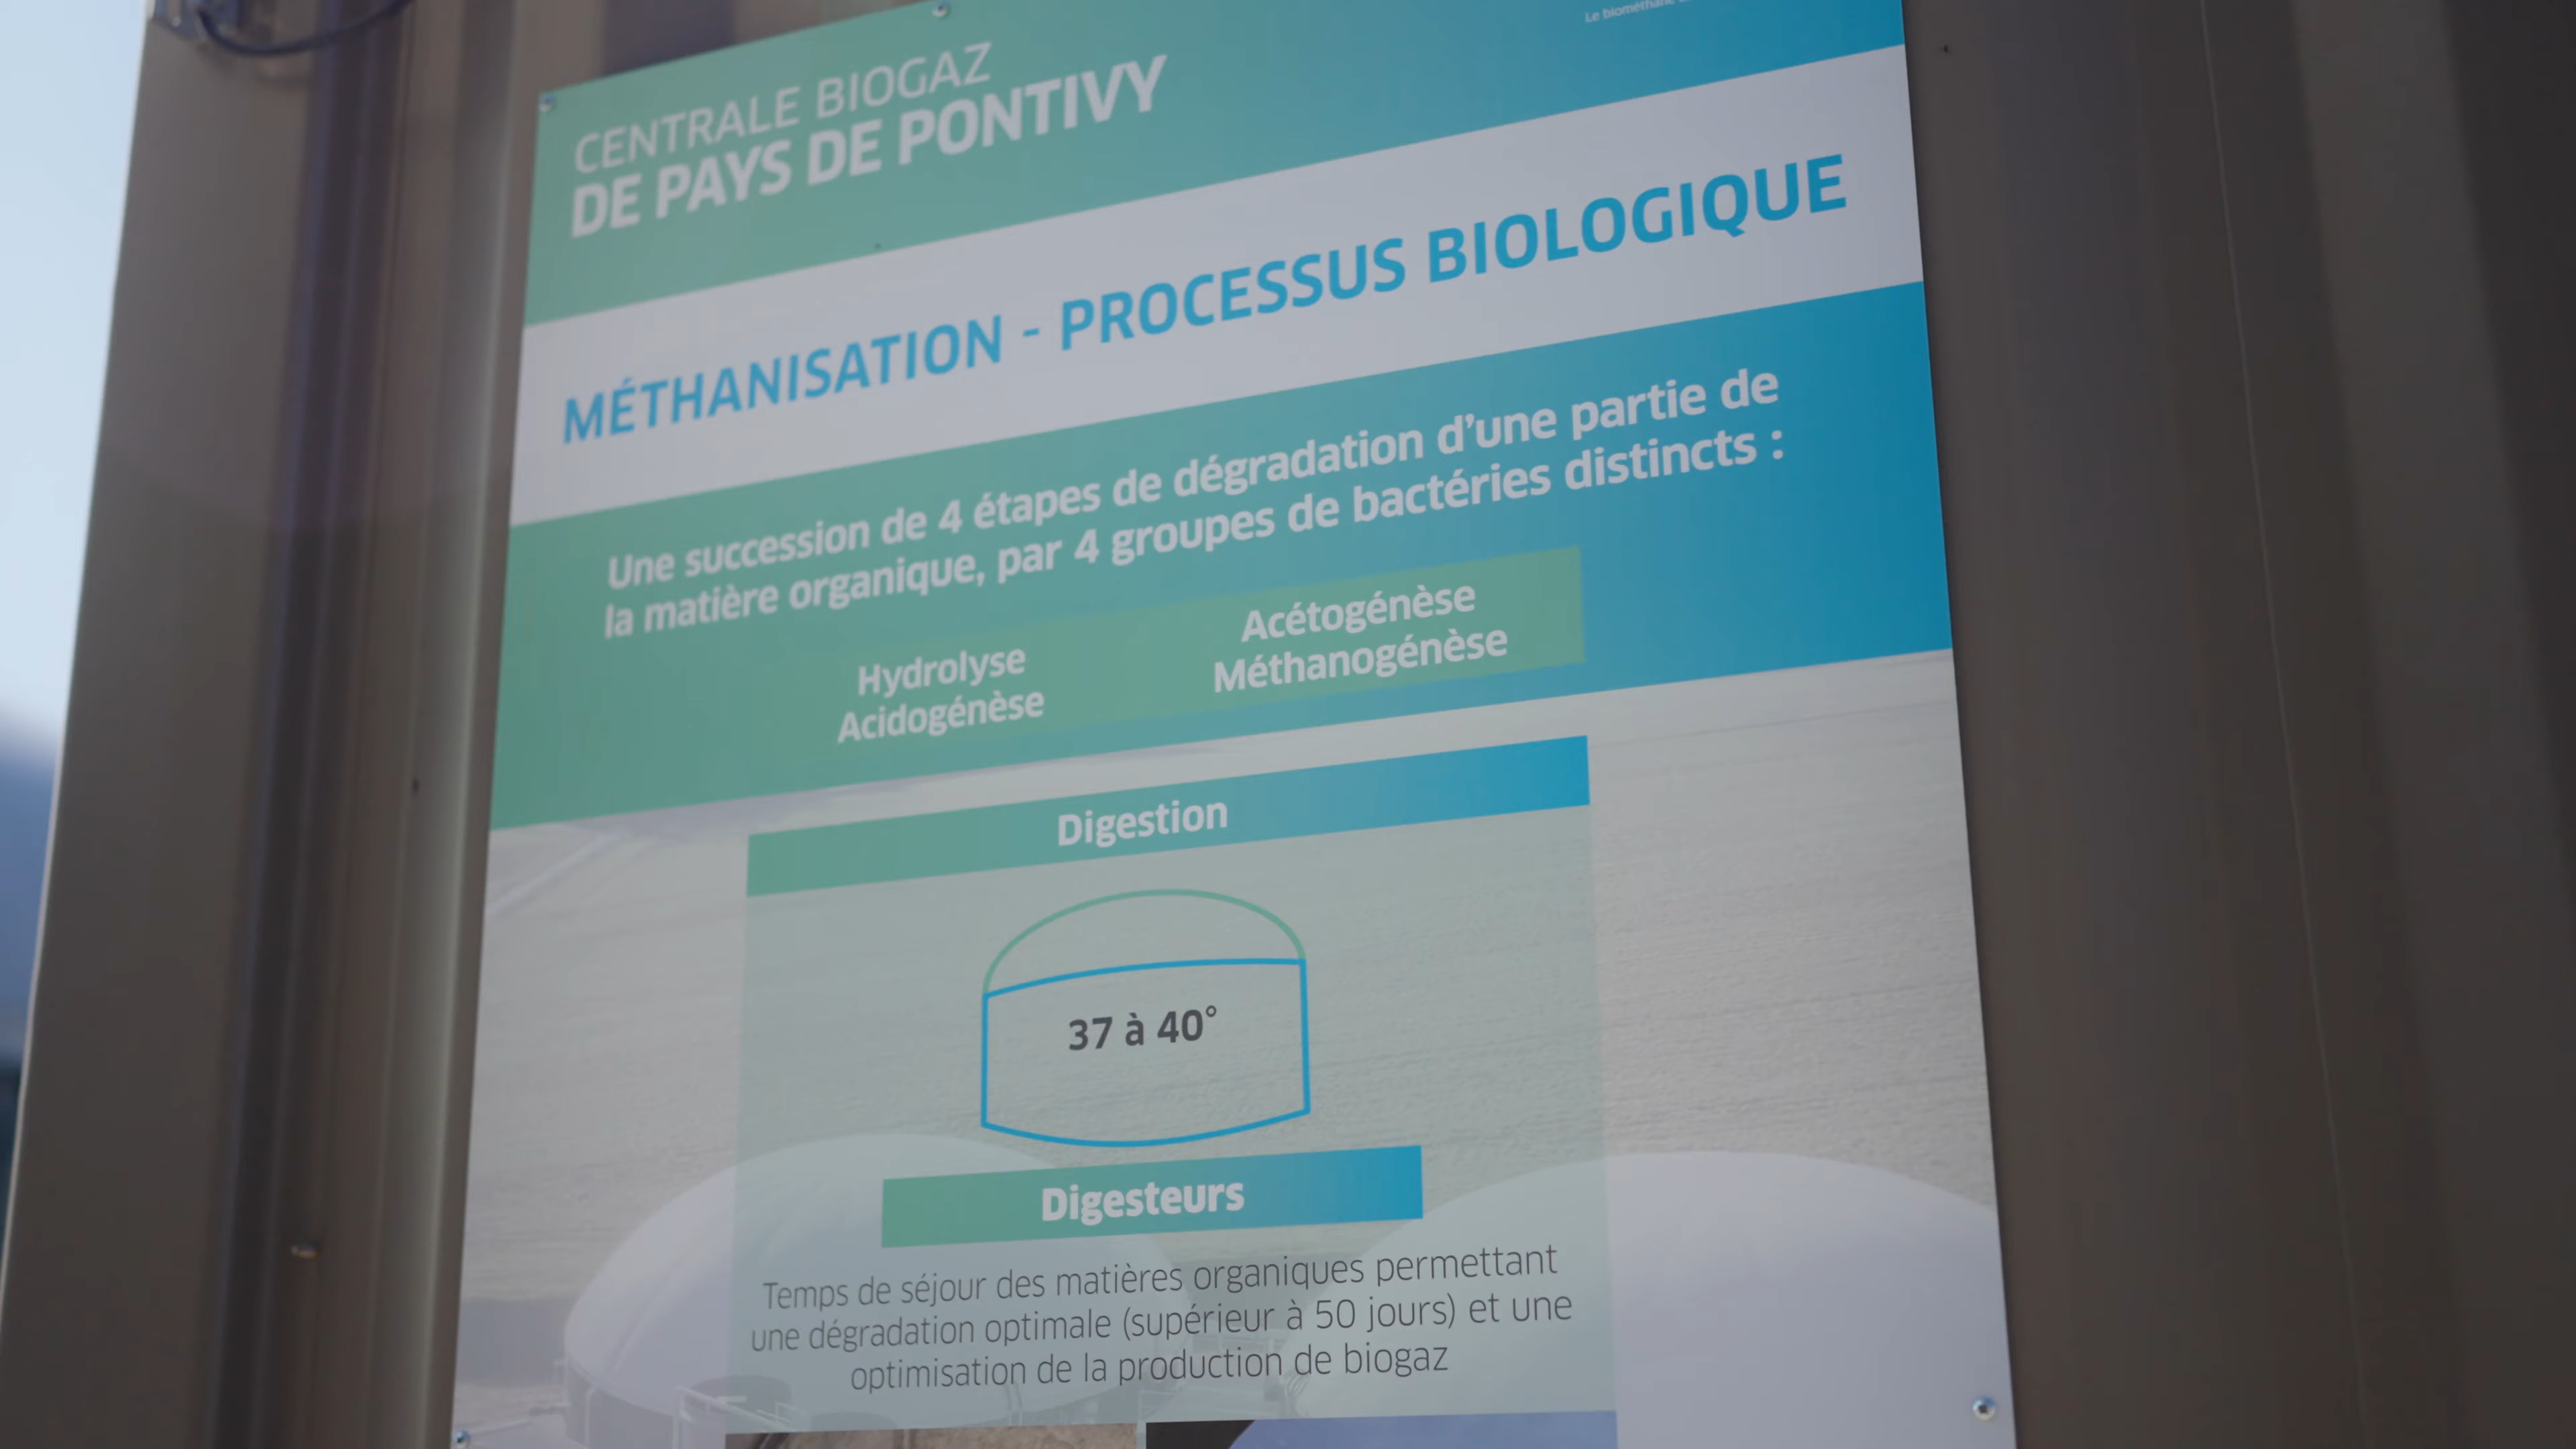 Le biométhane
CENTRALE BIOGAZ
DE PAYS DE PONTIVY
MÉTHANISATION - PROCESSUS BIOLOGIQUE
Une succession de 4 étapes de dégradation d'une partie de
la matière organique, par 4 groupes de bactéries distincts :
Hydrolyse
Acidogénèse
Acétogénèse
Méthanogénèse
Digestion
37 à 40°
Digesteurs
Temps de séjour des matières organiques permettant
une dégradation optimale (supérieur à 50 jours) et une
optimisation de la production de biogaz